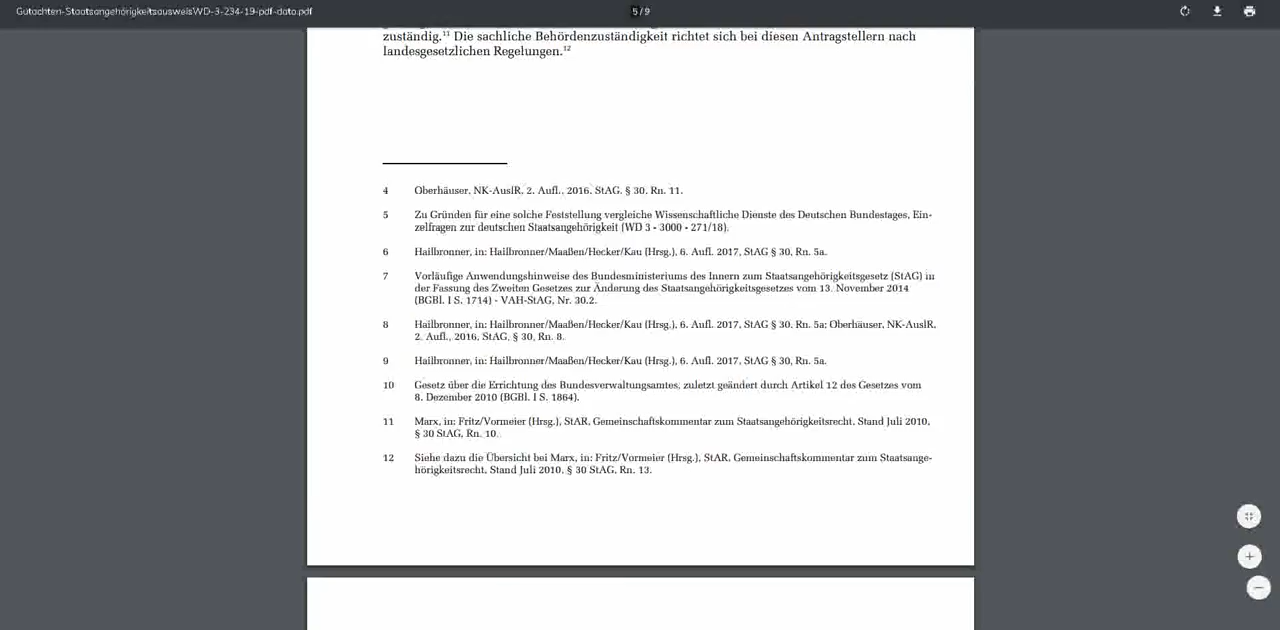 Gutachten-StaatsangehörigkeitsausweisWD-3-234-19-pdf-data.pdf
5 / 9
zuständig.¹¹ Die sachliche Behördenzuständigkeit richtet sich bei diesen Antragstellern nach
landesgesetzlichen Regelungen.¹²
4 Oberhäuser, NK-AuslR, 2. Aufl., 2016, StAG, § 30, Rn. 11.
5 Zu Gründen für eine solche Feststellung vergleiche Wissenschaftliche Dienste des Deutschen Bundestages, Ein-
zelfragen zur deutschen Staatsangehörigkeit (WD 3 - 3000 - 271/18).
6 Hailbronner, in: Hailbronner/Maaßen/Hecker/Kau (Hrsg.), 6. Aufl. 2017, StAG § 30, Rn. 5a.
7 Vorläufige Anwendungshinweise des Bundesministeriums des Innern zum Staatsangehörigkeitsgesetz (StAG) in
der Fassung des Zweiten Gesetzes zur Änderung des Staatsangehörigkeitsgesetzes vom 13. November 2014
(BGBl. I S. 1714) - VAH-StAG, Nr. 30.2.
8 Hailbronner, in: Hailbronner/Maaßen/Hecker/Kau (Hrsg.), 6. Aufl. 2017, StAG § 30, Rn. 5a; Oberhäuser, NK-AuslR,
2. Aufl., 2016, StAG, § 30, Rn. 8.
9 Hailbronner, in: Hailbronner/Maaßen/Hecker/Kau (Hrsg.), 6. Aufl. 2017, StAG § 30, Rn. 5a.
10 Gesetz über die Errichtung des Bundesverwaltungsamtes, zuletzt geändert durch Artikel 12 des Gesetzes vom
8. Dezember 2010 (BGBl. I S. 1864).
11 Marx, in: Fritz/Vormeier (Hrsg.), StAR, Gemeinschaftskommentar zum Staatsangehörigkeitsrecht, Stand Juli 2010,
§ 30 StAG, Rn. 10.
12 Siehe dazu die Übersicht bei Marx, in: Fritz/Vormeier (Hrsg.), StAR, Gemeinschaftskommentar zum Staatsange-
hörigkeitsrecht, Stand Juli 2010, § 30 StAG, Rn. 13.